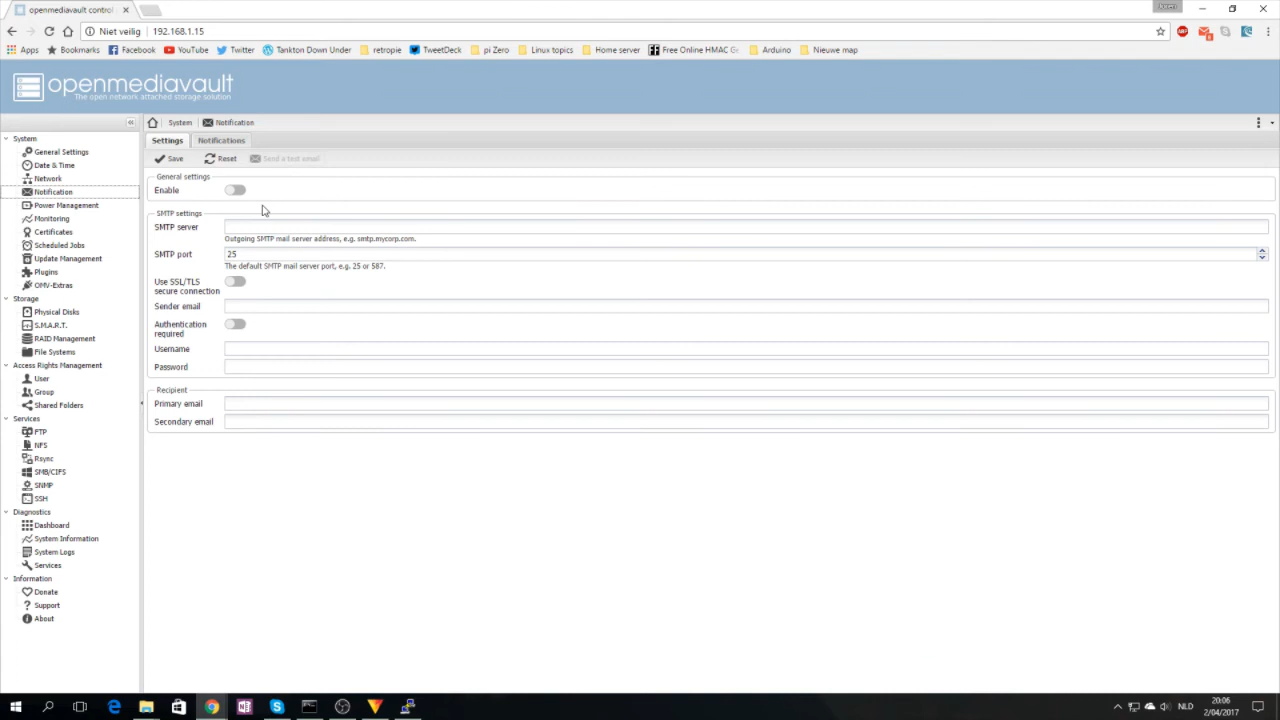 openmediavault control
Niet veilig
192.168.1.15
Apps
Bookmarks
Facebook
YouTube
Twitter
Tankton Down Under
retropie
TweetDeck
pi Zero
Linux topics
Home server
Free Online HMAC Ge
Arduino
Nieuwe map
openmediavault
The open network attached storage solution
System
Notification
Settings
Notifications
Save
Reset
Send a test email
System
General Settings
Date & Time
Network
Notification
Power Management
Monitoring
Certificates
Scheduled Jobs
Update Management
Plugins
OMV-Extras
Storage
Physical Disks
S.M.A.R.T.
RAID Management
File Systems
Access Rights Management
User
Group
Shared Folders
Services
FTP
NFS
Rsync
SMB/CIFS
SNMP
SSH
Diagnostics
Dashboard
System Information
System Logs
Services
Information
Donate
Support
About
General settings
Enable
SMTP settings
SMTP server
Outgoing SMTP mail server address, e.g. smtp.mycorp.com.
SMTP port
25
The default SMTP mail server port, e.g. 25 or 587.
Use SSL/TLS
secure connection
Sender email
Authentication
required
Username
Password
Recipient
Primary email
Secondary email
NLD
20:06
2/04/2017